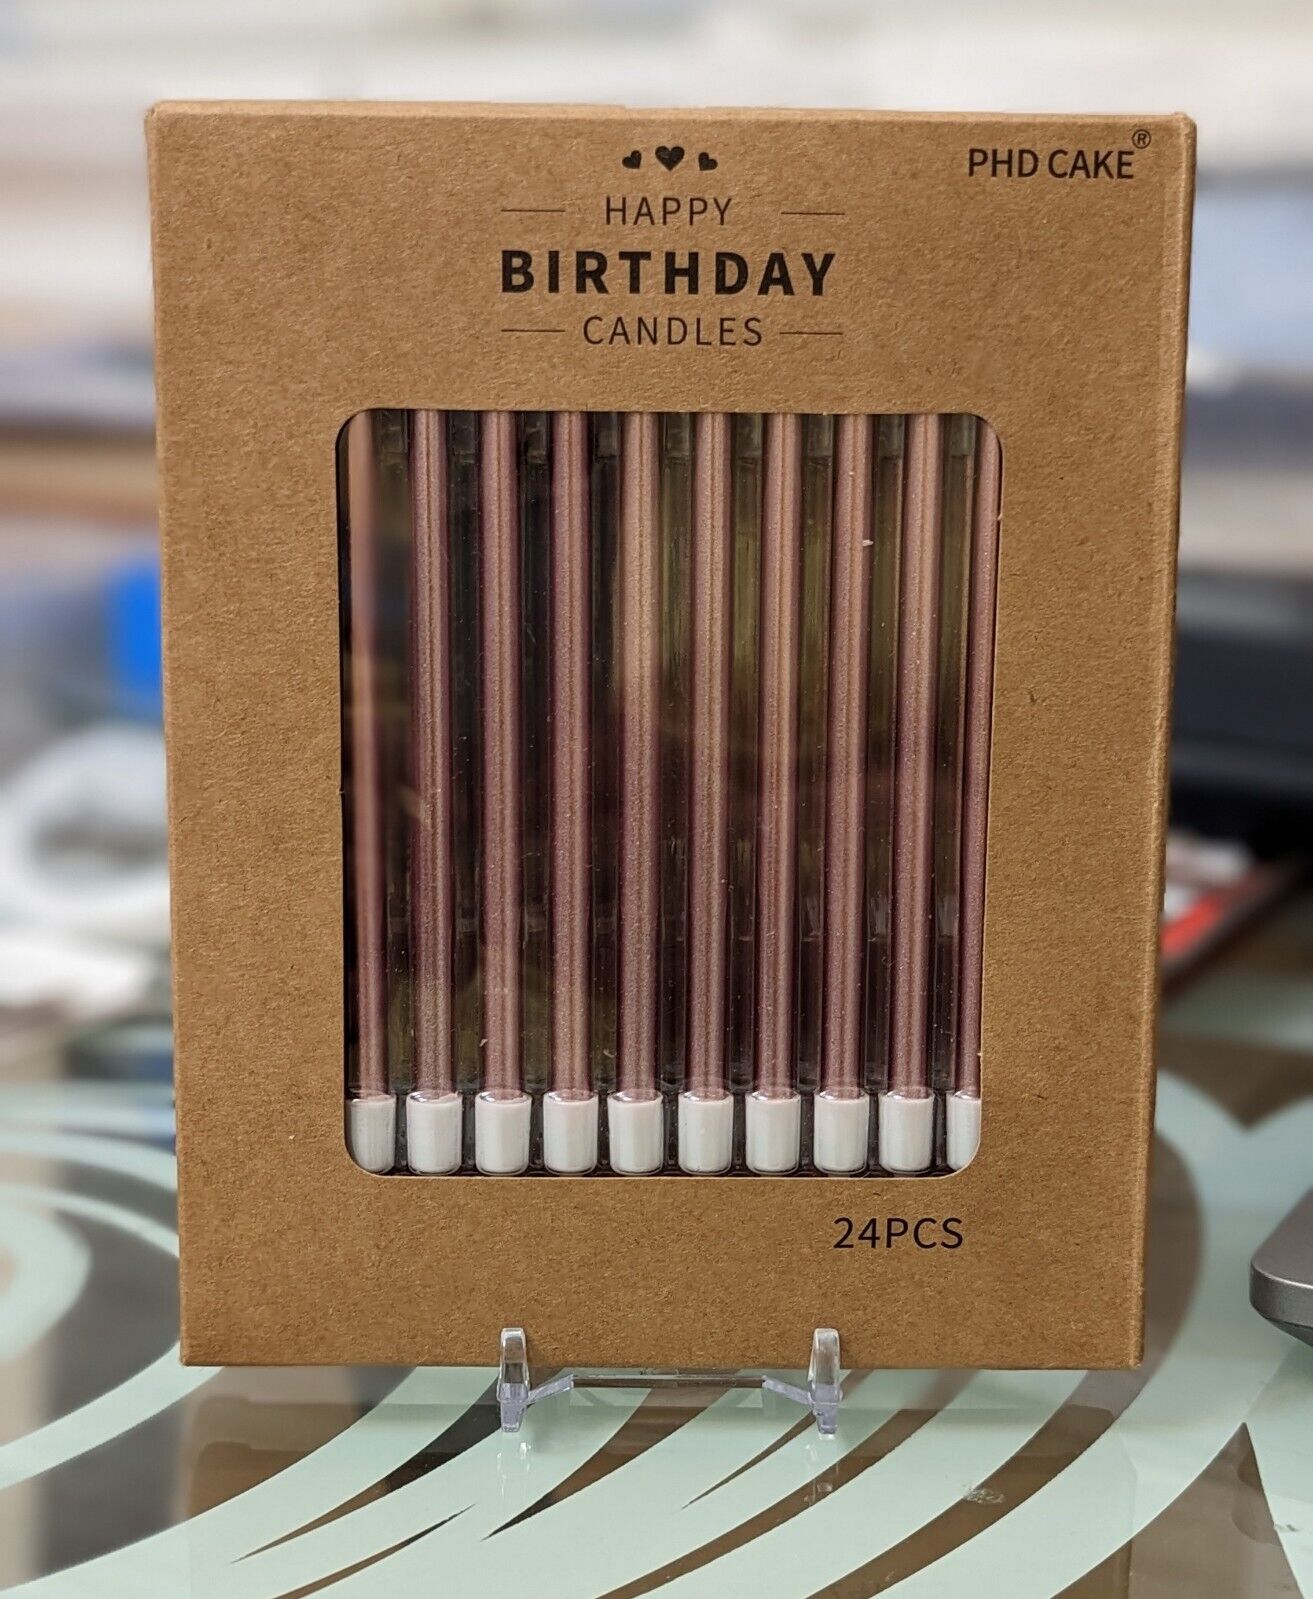 PHD CAKE®
HAPPY
BIRTHDAY
CANDLES
24PCS